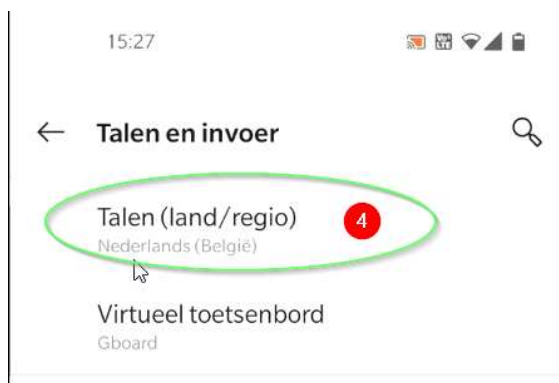 15:27
Talen en invoer
Talen (land/regio)
4
Nederlands (België)
Virtueel toetsenbord
Gboard